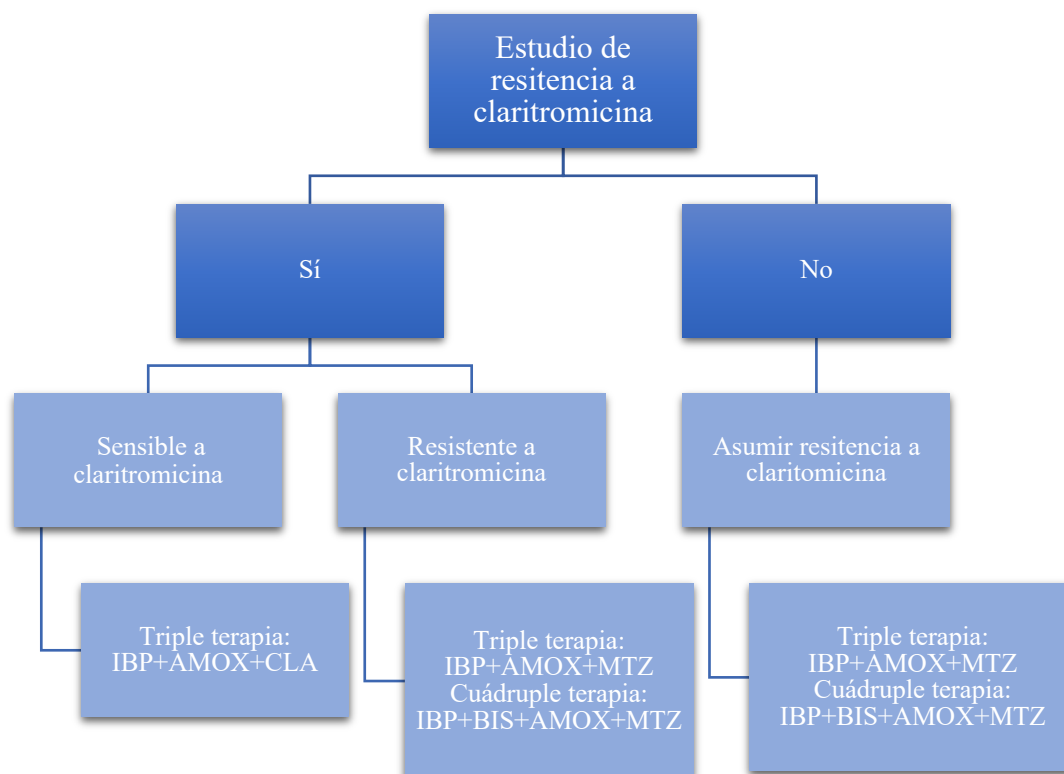 Estudio de
resitencia a
claritromicina
Sí
No
Sensible a
claritromicina
Resistente a
claritromicina
Asumir resitencia a
claritomicina
Triple terapia:
IBP+AMOX+CLA
Triple terapia:
IBP+AMOX+MTZ
Cuádruple terapia:
IBP+BIS+AMOX+MTZ
Triple terapia:
IBP+AMOX+MTZ
Cuádruple terapia:
IBP+BIS+AMOX+MTZ